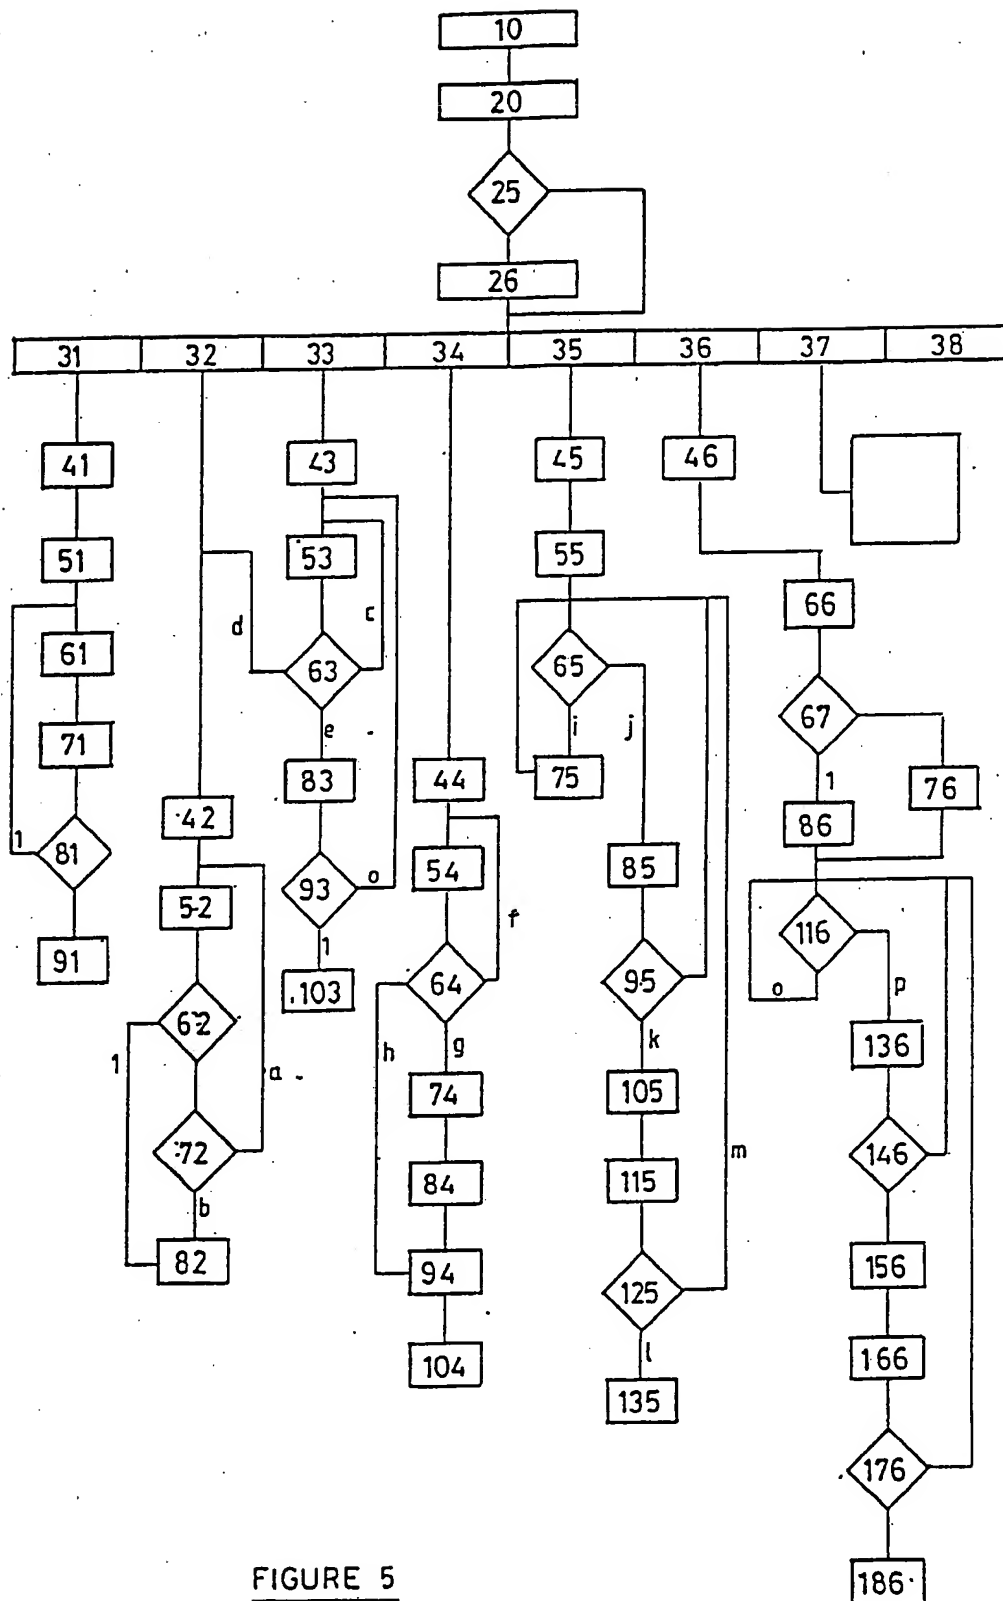 10
20
25
26
31 32 33 34 35 36 37 38
41 43 45 46
51 53 55
d c
61 63 65 66
e i j
71 83 44 75 67
1 76
42 86
1 81 54 85
52 93 o f 116
91 1 o p
103 64 95
62 h g k 136
1 a 74 105
72 84 115 m 146
b
82 94 125 156
l
104 135 166
176
186
FIGURE 5